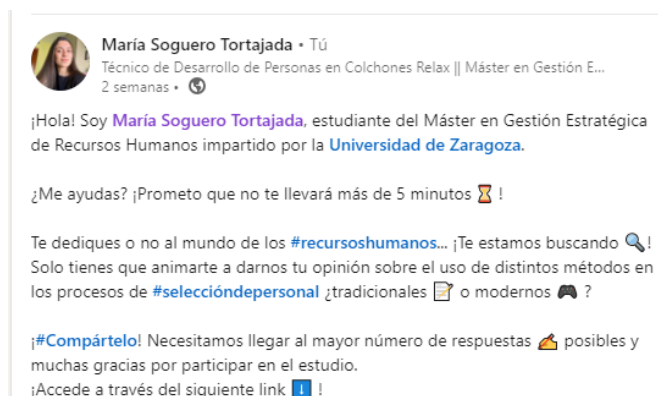 María Soguero Tortajada • Tú
Técnico de Desarrollo de Personas en Colchones Relax || Máster en Gestión E...
2 semanas •
¡Hola! Soy María Soguero Tortajada, estudiante del Máster en Gestión Estratégica
de Recursos Humanos impartido por la Universidad de Zaragoza.
¿Me ayudas? ¡Prometo que no te llevará más de 5 minutos ⏳ !
Te dediques o no al mundo de los #recursoshumanos... ¡Te estamos buscando 🔍!
Solo tienes que animarte a darnos tu opinión sobre el uso de distintos métodos en
los procesos de #seleccióndepersonal ¿tradicionales 📝 o modernos 🎮 ?
¡#Compártelo! Necesitamos llegar al mayor número de respuestas ✍ posibles y
muchas gracias por participar en el estudio.
¡Accede a través del siguiente link ⬇ !